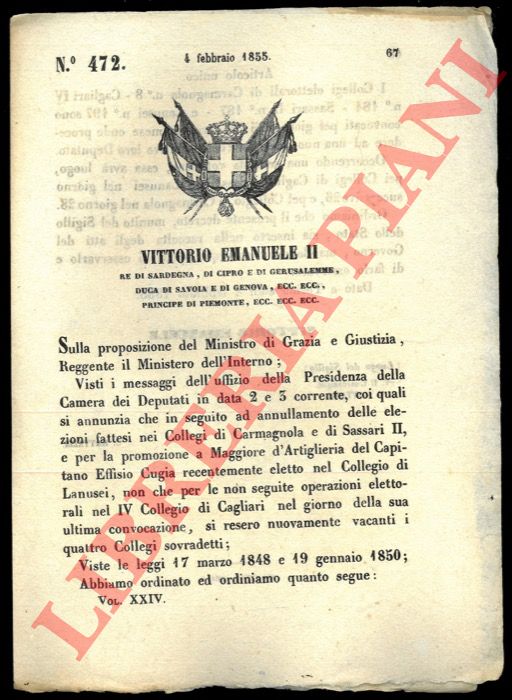 N.º 472.
4 febbraio 1855.
67
VITTORIO EMANUELE II
RE DI SARDEGNA, DI CIPRO E DI GERUSALEMME,
DUCA DI SAVOIA E DI GENOVA, ECC. ECC.,
PRINCIPE DI PIEMONTE, ECC. ECC. ECC.
Sulla proposizione del Ministro di Grazia e Giustizia,
Reggente il Ministero dell'Interno;
Visti i messaggi dell'uffizio della Presidenza della
Camera dei Deputati in data 2 e 3 corrente, coi quali
si annunzia che in seguito ad annullamento delle ele-
zioni fattesi nei Collegi di Carmagnola e di Sassari II,
e per la promozione a Maggiore d'Artiglieria del Capi-
tano Effisio Cugia recentemente eletto nel Collegio di
Lanusei, non che per le non seguite operazioni eletto-
rali nel IV Collegio di Cagliari nel giorno della sua
ultima convocazione, si resero nuovamente vacanti i
quattro Collegi sovradetti;
Viste le leggi 17 marzo 1848 e 19 gennaio 1850;
Abbiamo ordinato ed ordiniamo quanto segue:
VOL. XXIV.
LIBRERIA PIANI